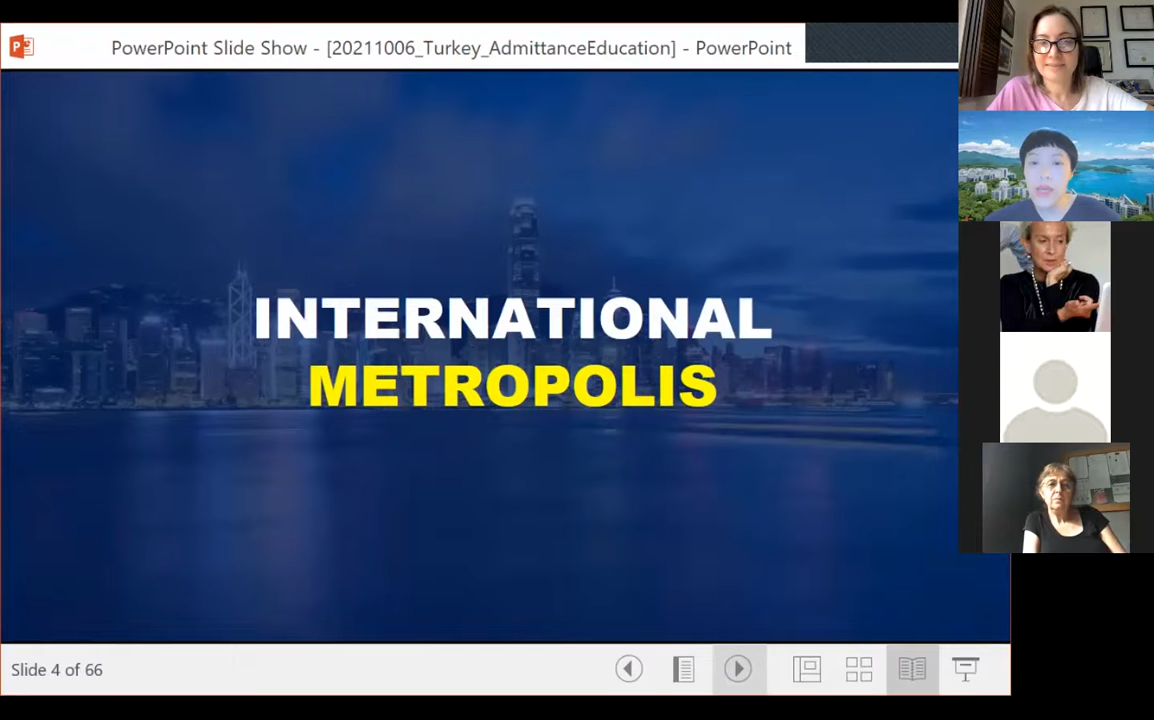 PowerPoint Slide Show - [20211006_Turkey_AdmittanceEducation] - PowerPoint
INTERNATIONAL
METROPOLIS
Slide 4 of 66